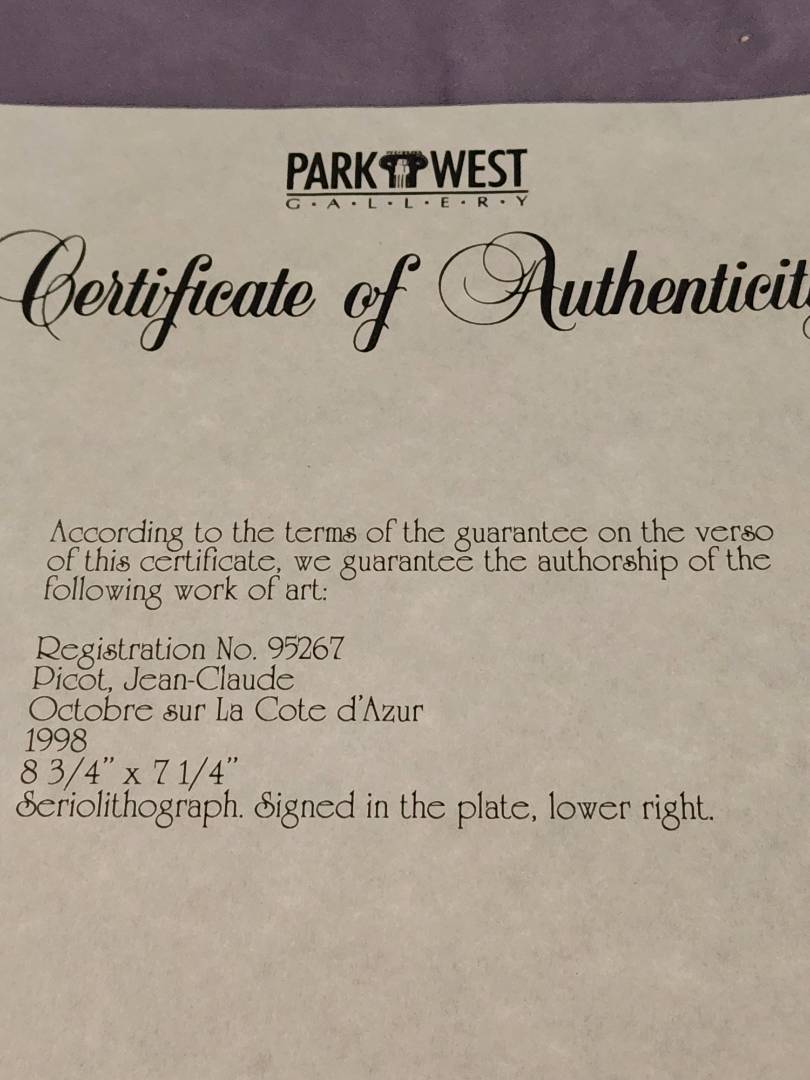 PARK WEST
G·A·L·L·E·R·Y
Certificate of Authenticity
According to the terms of the guarantee on the verso
of this certificate, we guarantee the authorship of the
following work of art:
Registration No. 95267
Picot, Jean-Claude
Octobre sur La Cote d'Azur
1998
8 3/4" x 7 1/4"
Seriolithograph. Signed in the plate, lower right.